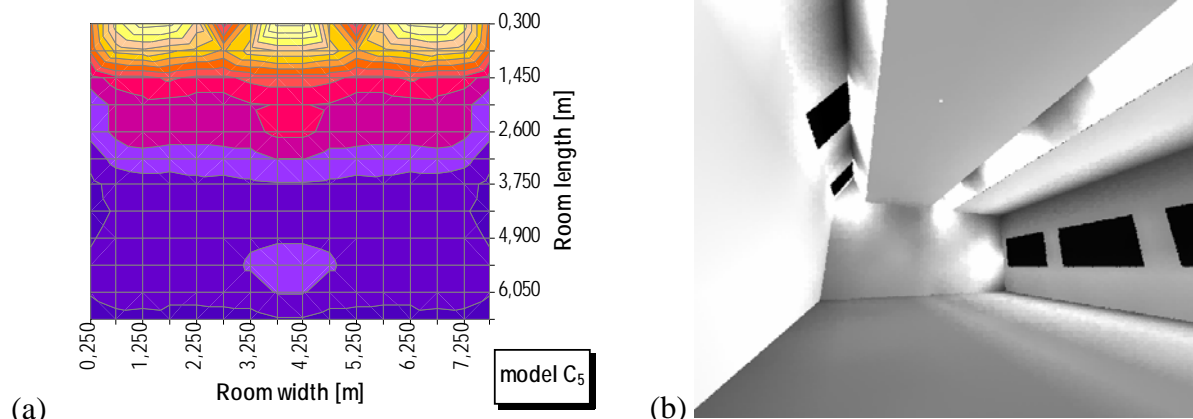 0,300
1,450
2,600
3,750
4,900
6,050
Room length [m]
0,250
1,250
2,250
3,250
4,250
5,250
6,250
7,250
Room width [m]
model C₅
(a)
(b)